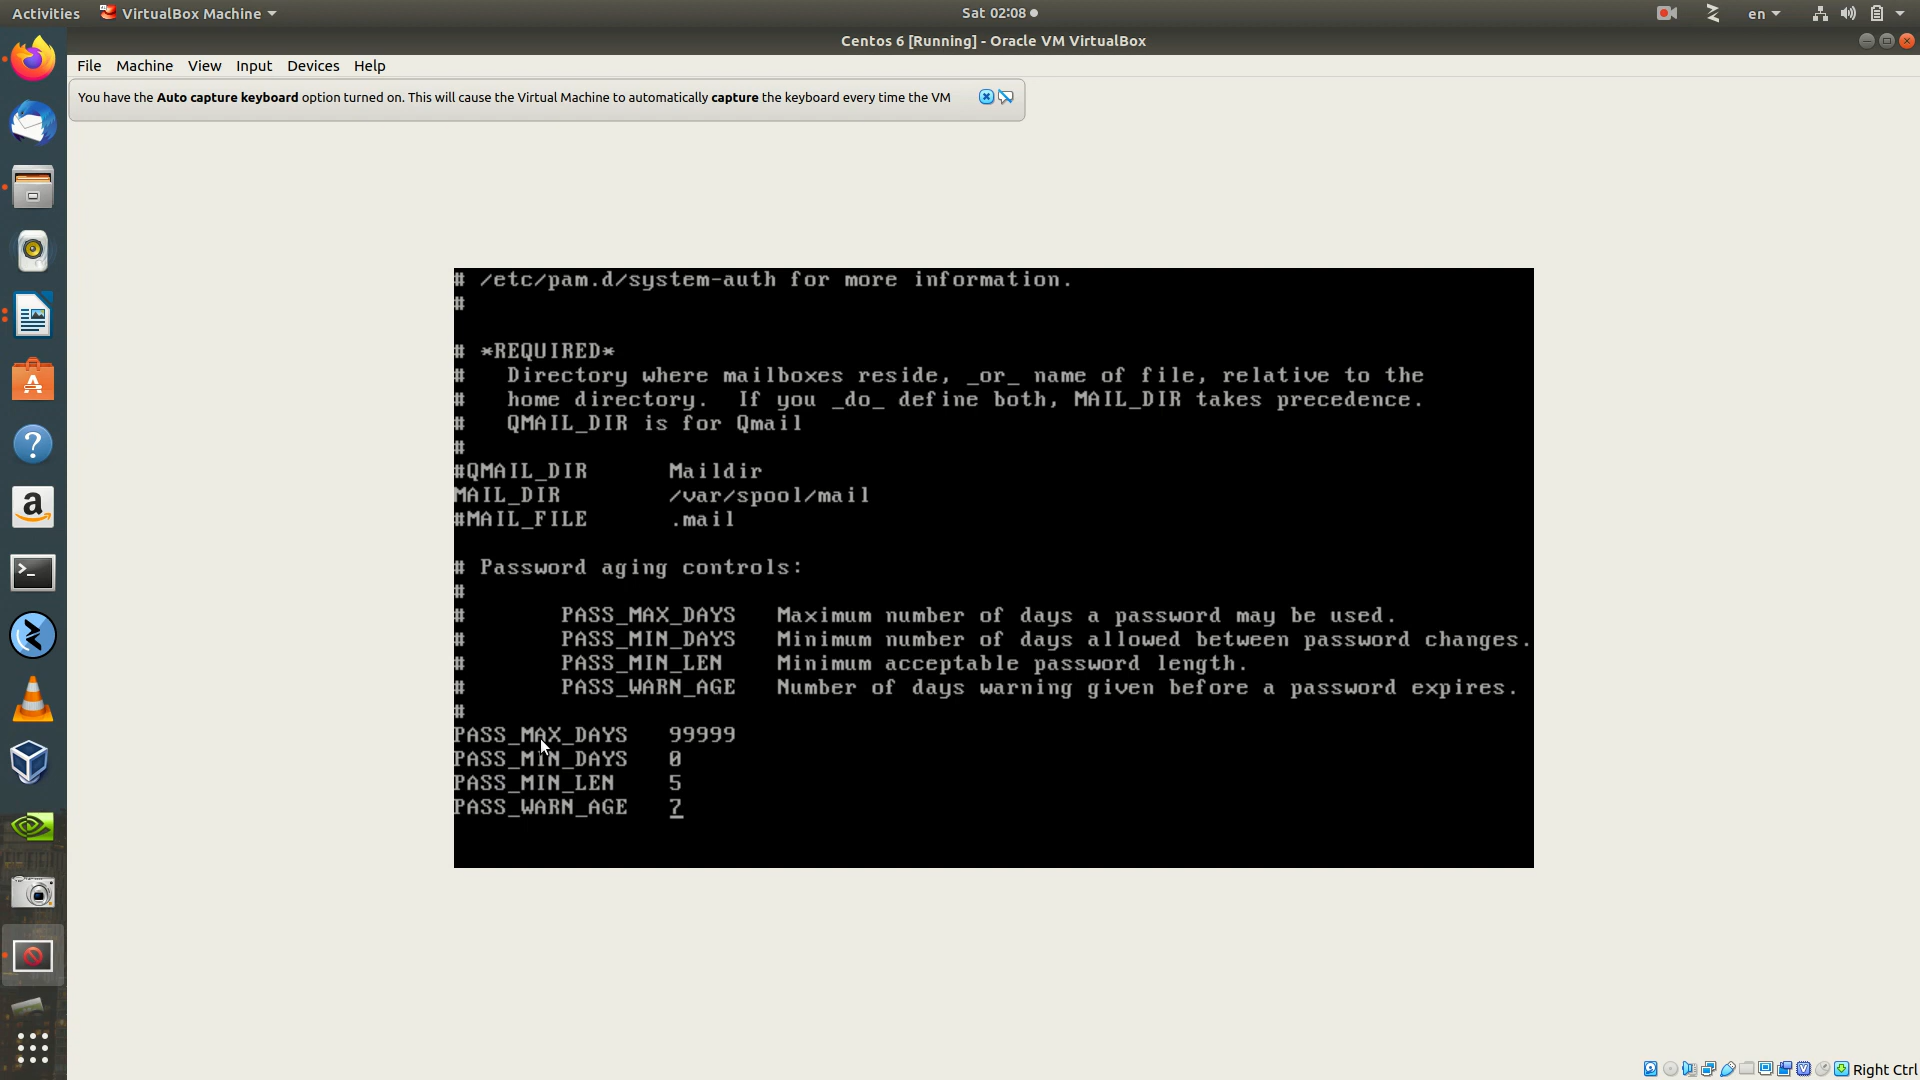 Activities VirtualBox Machine Sat 02:08 en
Centos 6 [Running] - Oracle VM VirtualBox
File Machine View Input Devices Help
You have the Auto capture keyboard option turned on. This will cause the Virtual Machine to automatically capture the keyboard every time the VM
# /etc/pam.d/system-auth for more information.
#
# *REQUIRED*
#   Directory where mailboxes reside, _or_ name of file, relative to the
#   home directory.  If you _do_ define both, MAIL_DIR takes precedence.
#   QMAIL_DIR is for Qmail
#
#QMAIL_DIR      Maildir
MAIL_DIR        /var/spool/mail
#MAIL_FILE      .mail
# Password aging controls:
#
#       PASS_MAX_DAYS   Maximum number of days a password may be used.
#       PASS_MIN_DAYS   Minimum number of days allowed between password changes.
#       PASS_MIN_LEN    Minimum acceptable password length.
#       PASS_WARN_AGE   Number of days warning given before a password expires.
#
PASS_MAX_DAYS   99999
PASS_MIN_DAYS   0
PASS_MIN_LEN    5
PASS_WARN_AGE   7
Right Ctrl